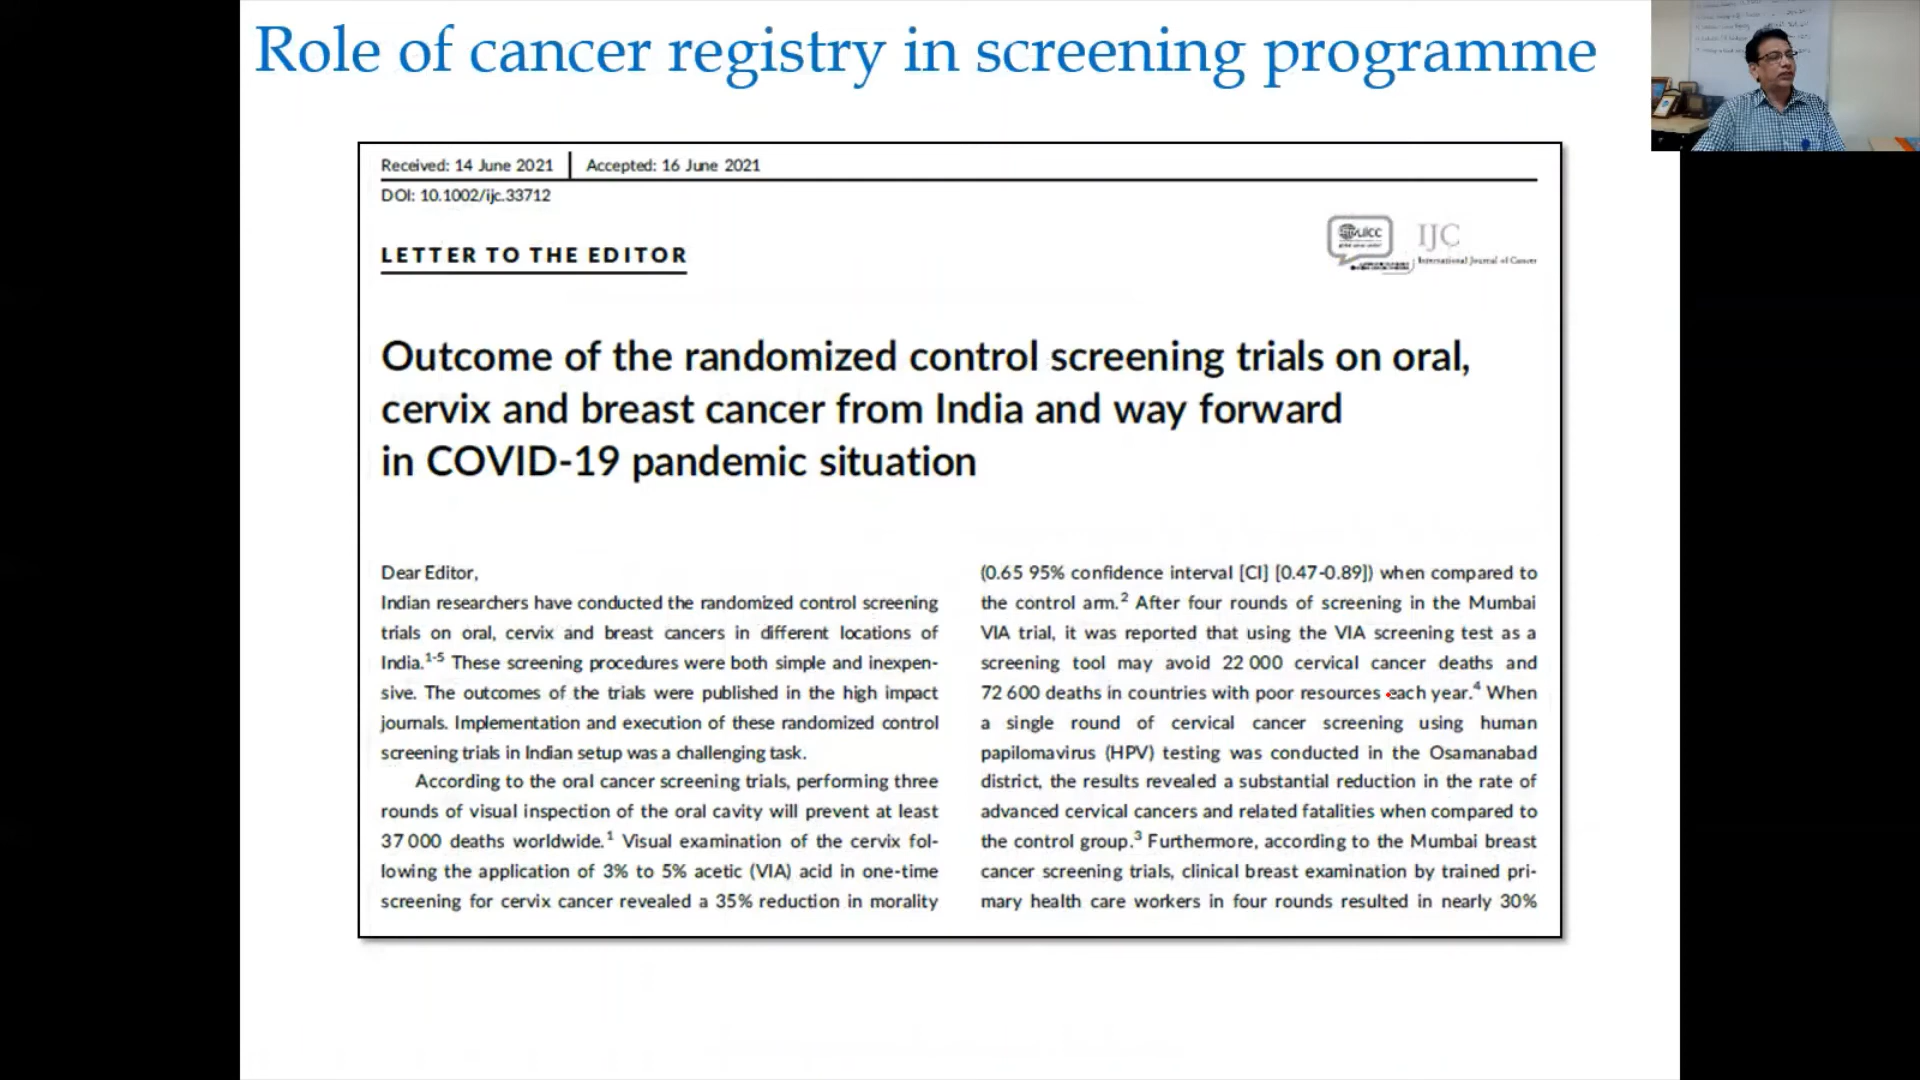 Role of cancer registry in screening programme
Received: 14 June 2021 Accepted: 16 June 2021
DOI: 10.1002/ijc.33712
uicc
IJC
International Journal of Cancer
LETTER TO THE EDITOR
Outcome of the randomized control screening trials on oral,
cervix and breast cancer from India and way forward
in COVID-19 pandemic situation
Dear Editor,
Indian researchers have conducted the randomized control screening
trials on oral, cervix and breast cancers in different locations of
India.1-5 These screening procedures were both simple and inexpen-
sive. The outcomes of the trials were published in the high impact
journals. Implementation and execution of these randomized control
screening trials in Indian setup was a challenging task.
According to the oral cancer screening trials, performing three
rounds of visual inspection of the oral cavity will prevent at least
37 000 deaths worldwide.1 Visual examination of the cervix fol-
lowing the application of 3% to 5% acetic (VIA) acid in one-time
screening for cervix cancer revealed a 35% reduction in morality
(0.65 95% confidence interval [CI] [0.47-0.89]) when compared to
the control arm.2 After four rounds of screening in the Mumbai
VIA trial, it was reported that using the VIA screening test as a
screening tool may avoid 22 000 cervical cancer deaths and
72 600 deaths in countries with poor resources each year.4 When
a single round of cervical cancer screening using human
papilomavirus (HPV) testing was conducted in the Osamanabad
district, the results revealed a substantial reduction in the rate of
advanced cervical cancers and related fatalities when compared to
the control group.3 Furthermore, according to the Mumbai breast
cancer screening trials, clinical breast examination by trained pri-
mary health care workers in four rounds resulted in nearly 30%